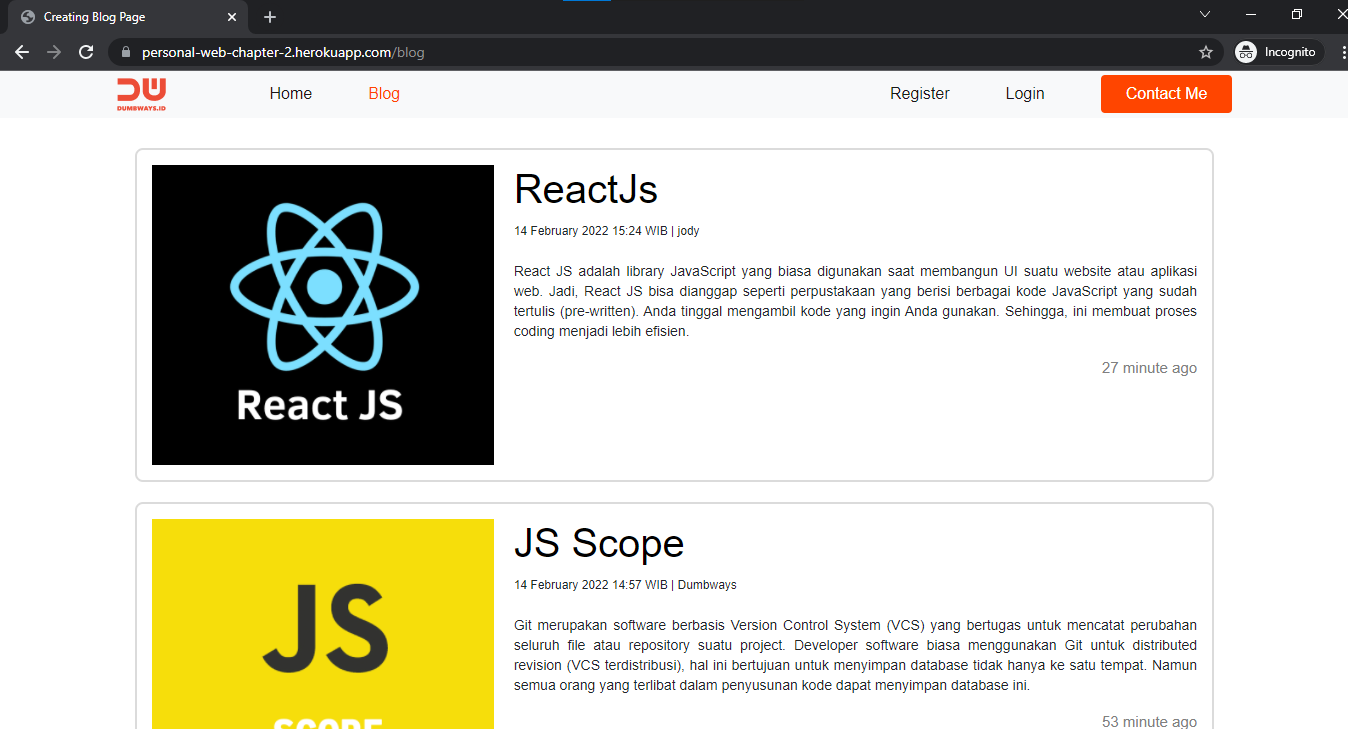 Creating Blog Page
personal-web-chapter-2.herokuapp.com/blog
Incognito
DW
DUMBWAYS.ID
Home
Blog
Register
Login
Contact Me
React JS
ReactJs
14 February 2022 15:24 WIB | jody
React JS adalah library JavaScript yang biasa digunakan saat membangun UI suatu website atau aplikasi
web. Jadi, React JS bisa dianggap seperti perpustakaan yang berisi berbagai kode JavaScript yang sudah
tertulis (pre-written). Anda tinggal mengambil kode yang ingin Anda gunakan. Sehingga, ini membuat proses
coding menjadi lebih efisien.
27 minute ago
JS
SCOPE
JS Scope
14 February 2022 14:57 WIB | Dumbways
Git merupakan software berbasis Version Control System (VCS) yang bertugas untuk mencatat perubahan
seluruh file atau repository suatu project. Developer software biasa menggunakan Git untuk distributed
revision (VCS terdistribusi), hal ini bertujuan untuk menyimpan database tidak hanya ke satu tempat. Namun
semua orang yang terlibat dalam penyusunan kode dapat menyimpan database ini.
53 minute ago